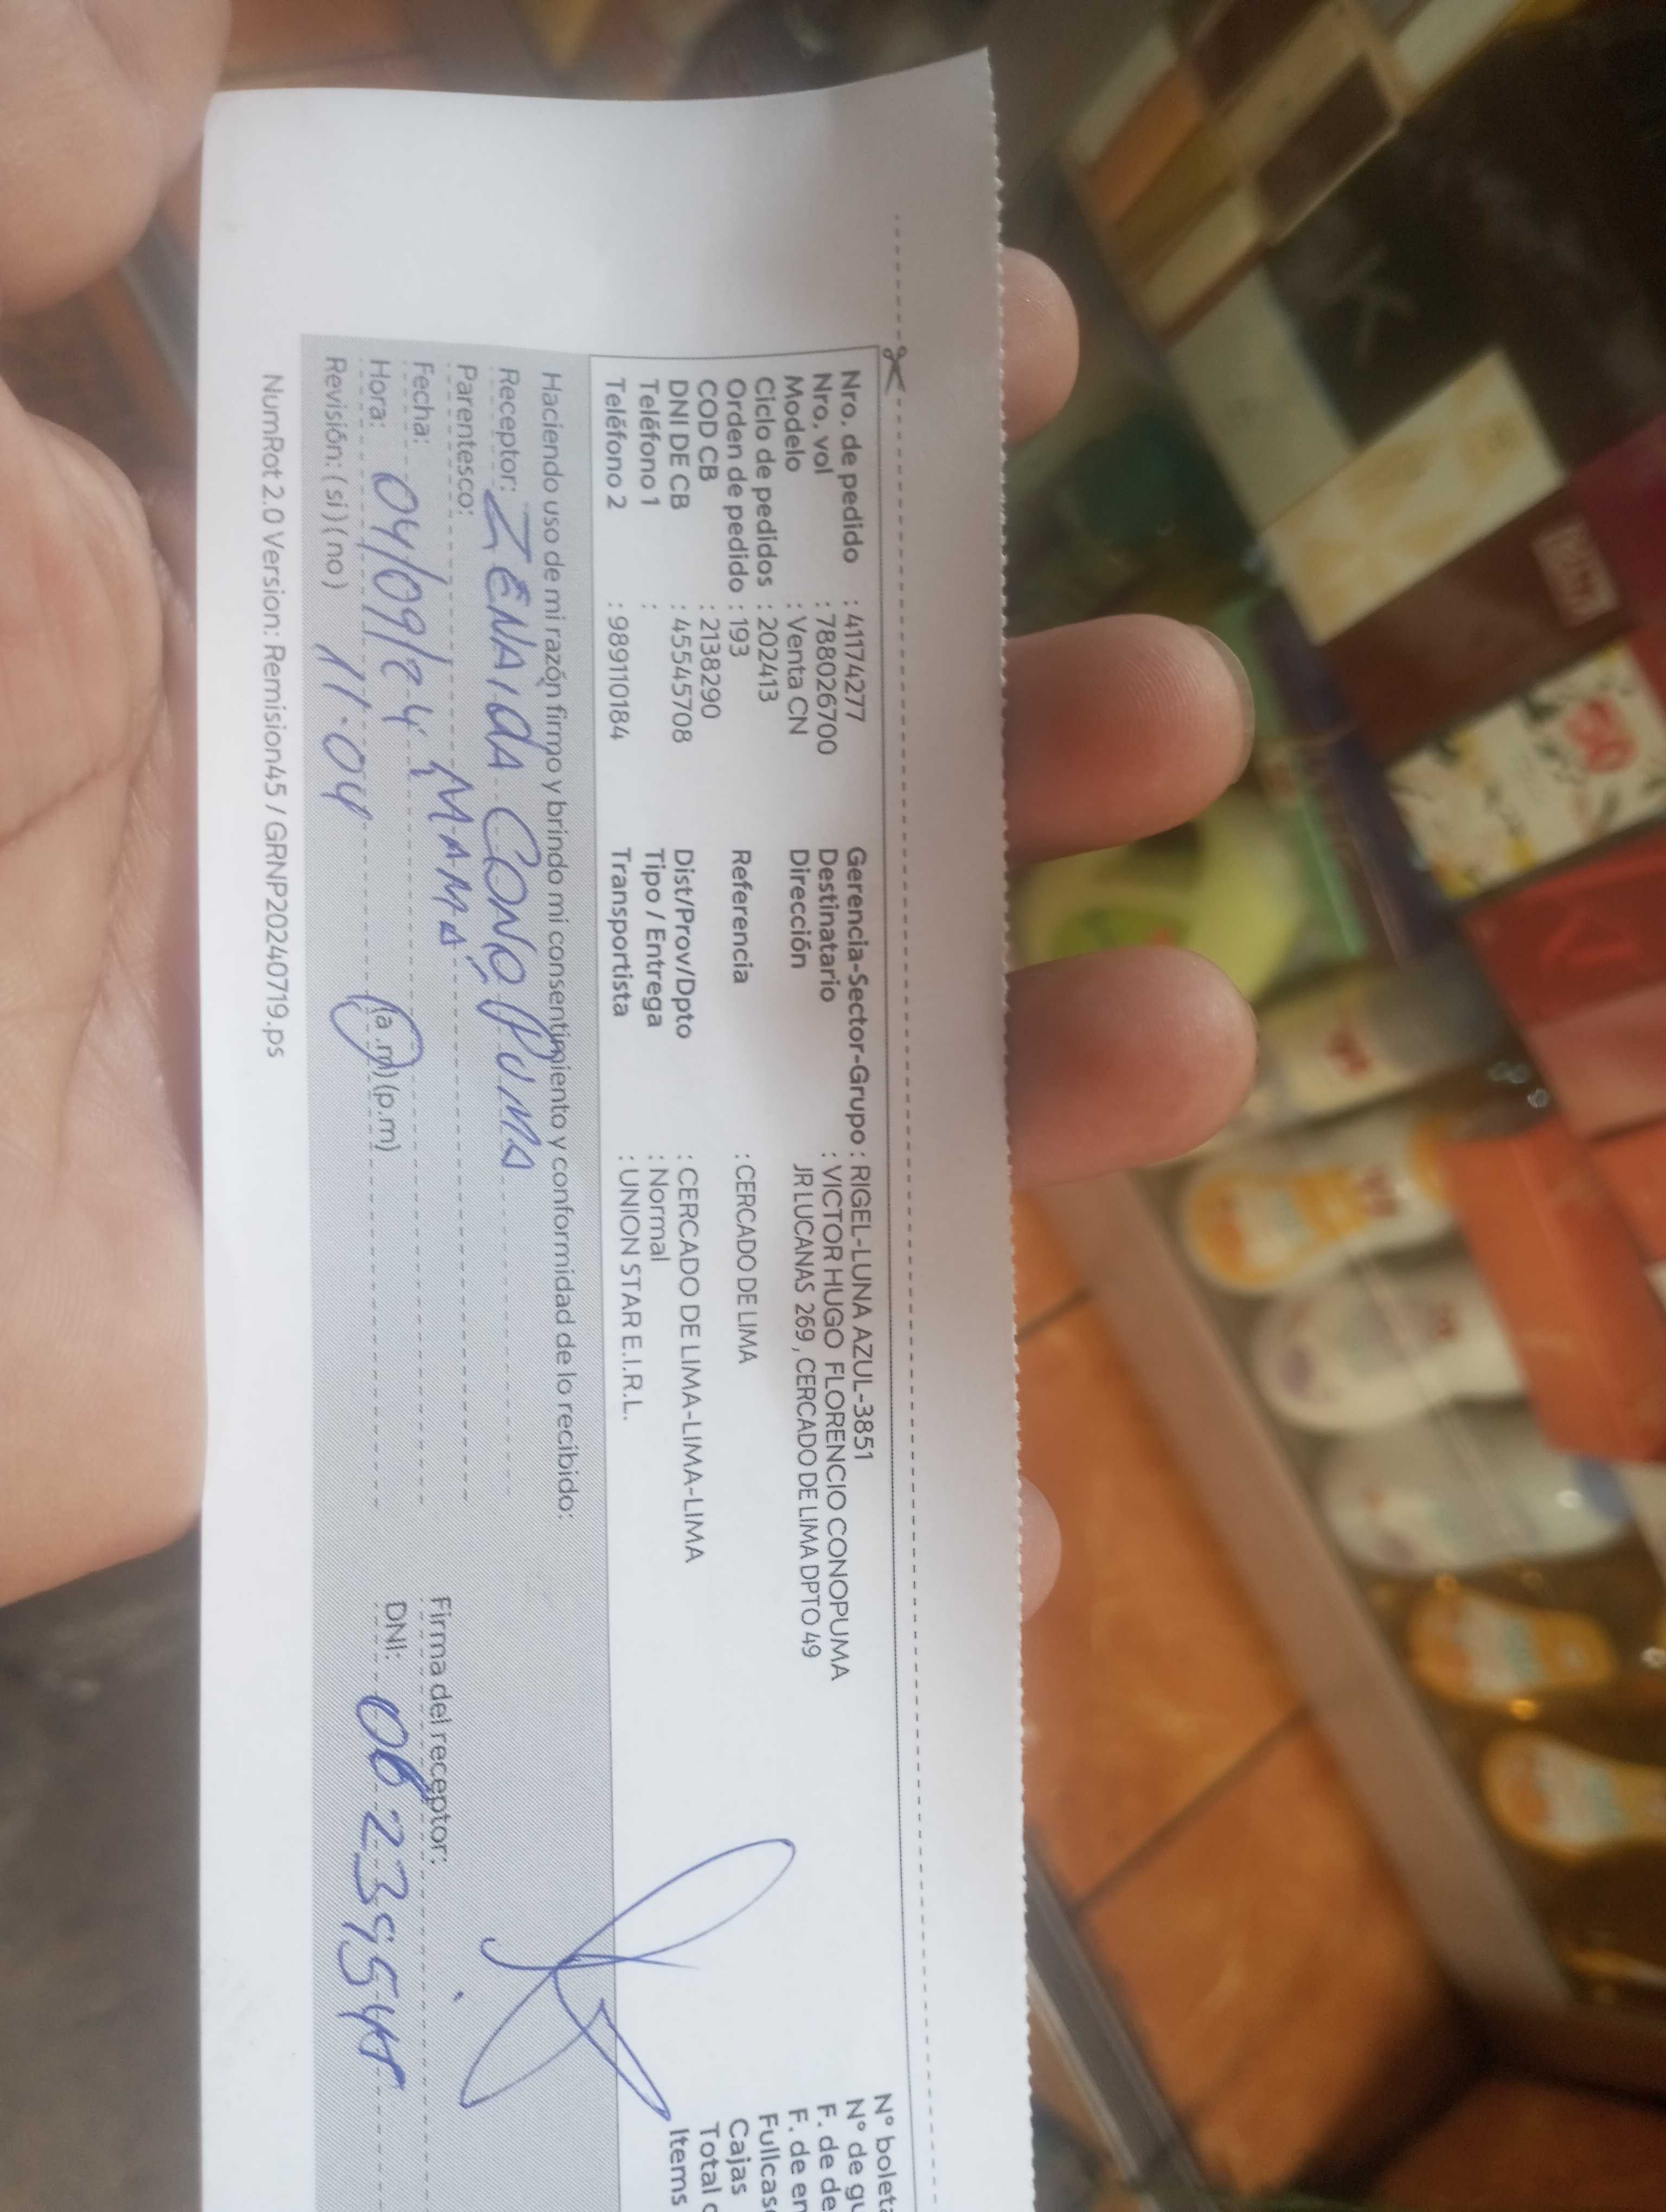 Nro. de pedido : 41174277
Nro. vol : 788026700
Modelo : Venta CN
Ciclo de pedidos : 202413
Orden de pedido : 193
COD CB : 2138290
DNI DE CB : 45545708
Teléfono 1 :
Teléfono 2 : 989110184
Gerencia-Sector-Grupo : RIGEL-LUNA AZUL-3851
Destinatario : VICTOR HUGO FLORENCIO CONOPUMA
Dirección JR LUCANAS 269 , CERCADO DE LIMA DPTO 49
Referencia : CERCADO DE LIMA
Dist/Prov/Dpto : CERCADO DE LIMA-LIMA-LIMA
Tipo / Entrega : Normal
Transportista : UNION STAR E.I.R.L.
N° boleta
N° de gu
F. de de
F. de en
Fullcase
Cajas
Total c
Items
Haciendo uso de mi razón firmo y brindo mi consentimiento y conformidad de lo recibido:
Receptor: ZENAIDA CONOPUMA
Parentesco: MAMA
Fecha: 04/09/24
Hora: 11:04 (a.m) (p.m)
Revisión: (si) (no)
Firma del receptor:
DNI:
NumRot 2.0 Version: Remision45 / GRNP20240719.ps